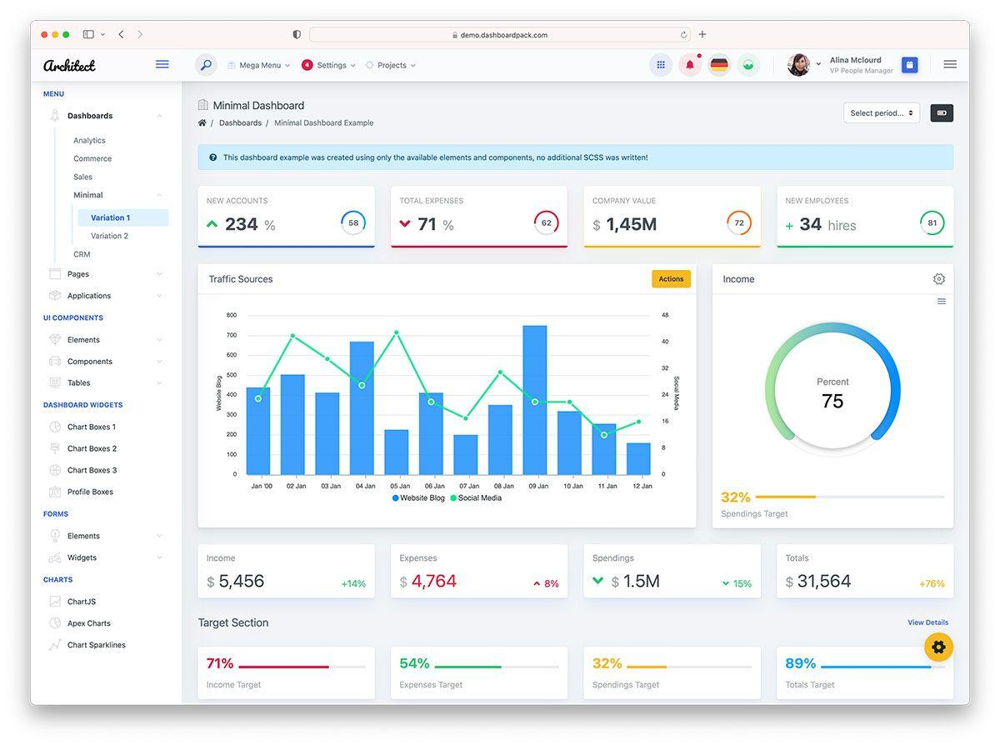 demo.dashboardpack.com
Architect
Mega Menu
4
Settings
Projects
Alina Mclourd
VP People Manager
MENU
Dashboards
Analytics
Commerce
Sales
Minimal
Variation 1
Variation 2
CRM
Pages
Applications
UI COMPONENTS
Elements
Components
Tables
DASHBOARD WIDGETS
Chart Boxes 1
Chart Boxes 2
Chart Boxes 3
Profile Boxes
FORMS
Elements
Widgets
CHARTS
ChartJS
Apex Charts
Chart Sparklines
Minimal Dashboard
/ Dashboards / Minimal Dashboard Example
Select period...
This dashboard example was created using only the available elements and components, no additional SCSS was written!
NEW ACCOUNTS
234 %
58
TOTAL EXPENSES
71 %
62
COMPANY VALUE
$ 1,45M
72
NEW EMPLOYEES
+ 34 hires
81
Traffic Sources
Actions
800
700
600
500
400
300
200
100
0
Website Blog
48
40
32
24
16
8
0
Social Media
Jan '00 02 Jan 03 Jan 04 Jan 05 Jan 06 Jan 07 Jan 08 Jan 09 Jan 10 Jan 11 Jan 12 Jan
Website Blog Social Media
Income
Percent
75
32%
Spendings Target
Income
$ 5,456
+14%
Expenses
$ 4,764
8%
Spendings
$ 1.5M
15%
Totals
$ 31,564
+76%
Target Section
View Details
71%
Income Target
54%
Expenses Target
32%
Spendings Target
89%
Totals Target